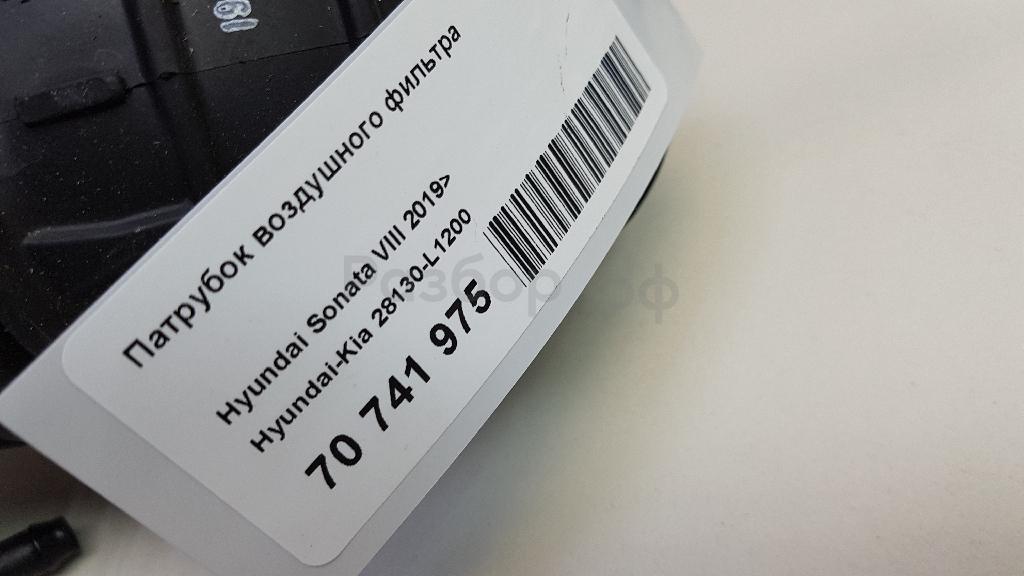 Патрубок воздушного фильтра
Hyundai Sonata VIII 2019>
Hyundai-Kia 28130-L1200
70 741 975